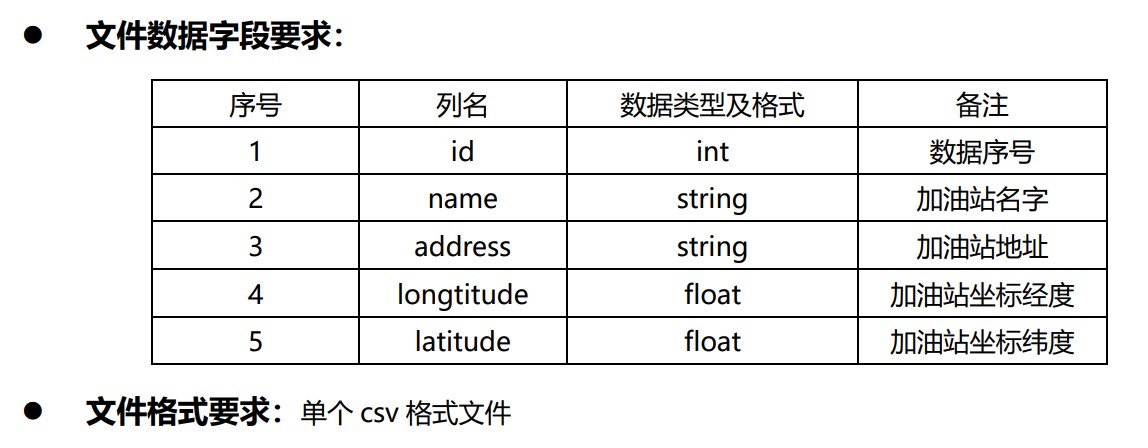 ● 文件数据字段要求：
序号 列名 数据类型及格式 备注
1 id int 数据序号
2 name string 加油站名字
3 address string 加油站地址
4 longtitude float 加油站坐标经度
5 latitude float 加油站坐标纬度
● 文件格式要求：单个 csv 格式文件